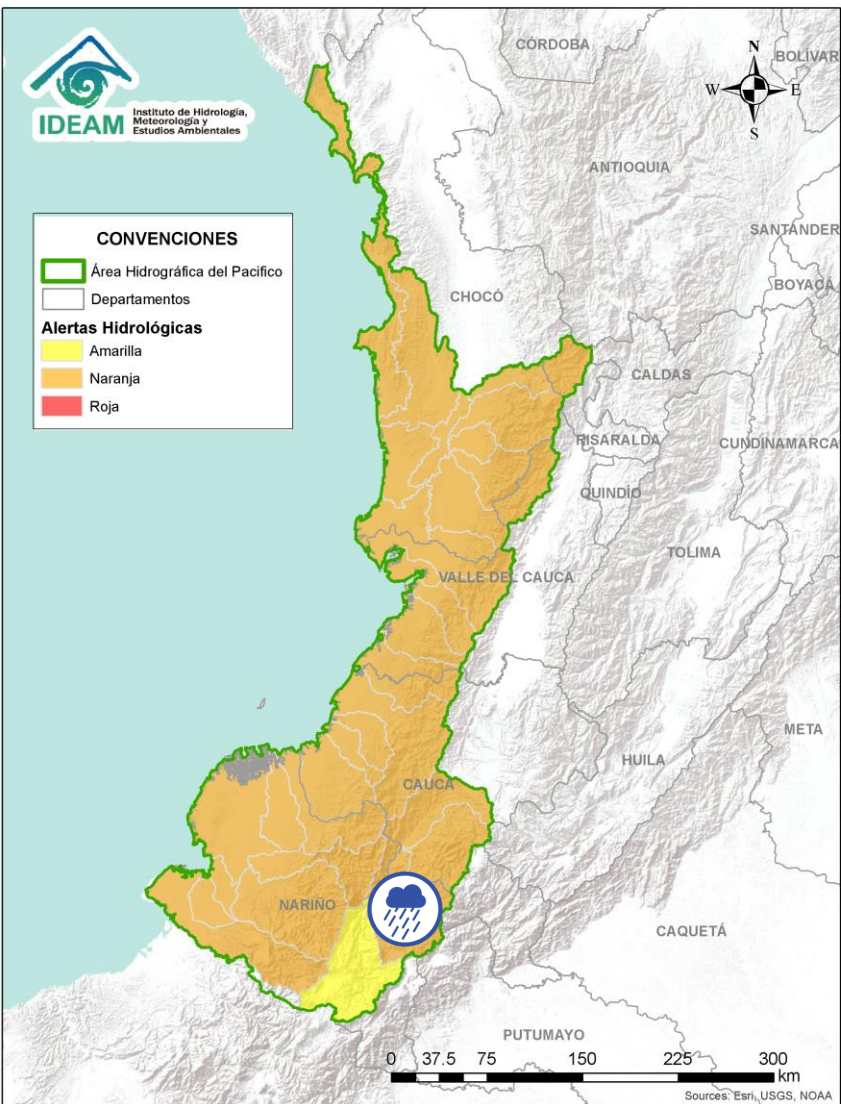 IDEAM
Instituto de Hidrología,
Meteorología y
Estudios Ambientales
N
W
E
S
CONVENCIONES
Área Hidrográfica del Pacifico
Departamentos
Alertas Hidrológicas
Amarilla
Naranja
Roja
CÓRDOBA
BOLÍVAR
ANTIOQUIA
SANTANDER
BOYACÁ
CHOCÓ
CALDAS
RISARALDA
CUNDINAMARCA
QUINDÍO
TOLIMA
VALLE DEL CAUCA
META
HUILA
CAUCA
NARIÑO
CAQUETÁ
PUTUMAYO
0 37.5 75 150 225 300
km
Sources: Esri, USGS, NOAA